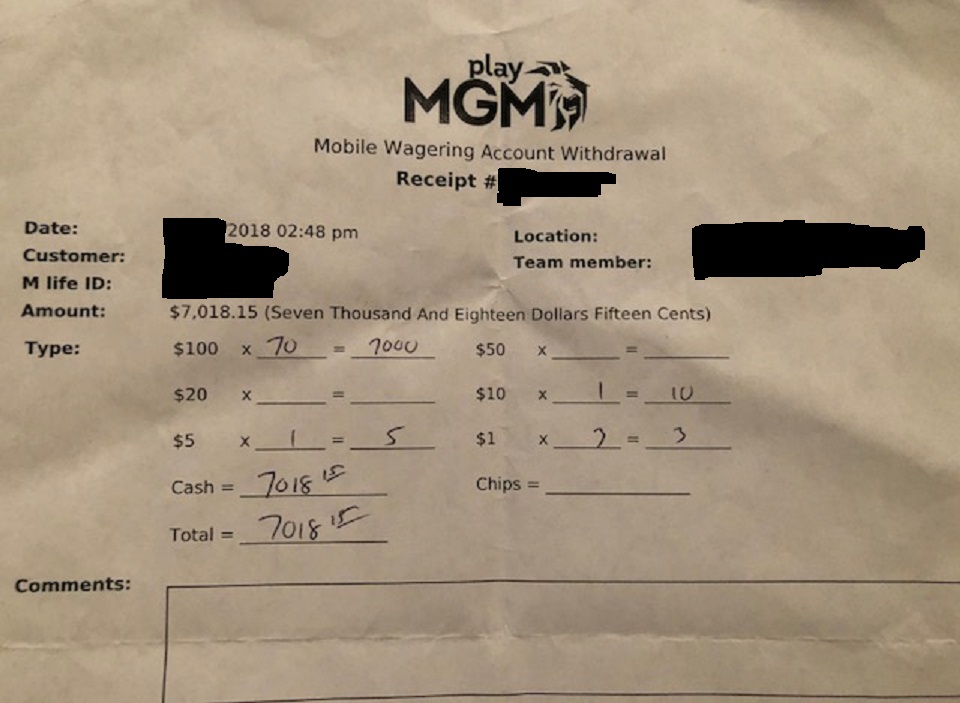 play
MGM
Mobile Wagering Account Withdrawal
Receipt #
Date: 2018 02:48 pm Location:
Customer: Team member:
M life ID:
Amount: $7,018.15 (Seven Thousand And Eighteen Dollars Fifteen Cents)
Type: $100 x 70 = 7000 $50 x =
$20 x = $10 x 1 = 10
$5 x 1 = 5 $1 x 3 = 3
Cash = 7018 15 Chips =
Total = 7018 15
Comments: